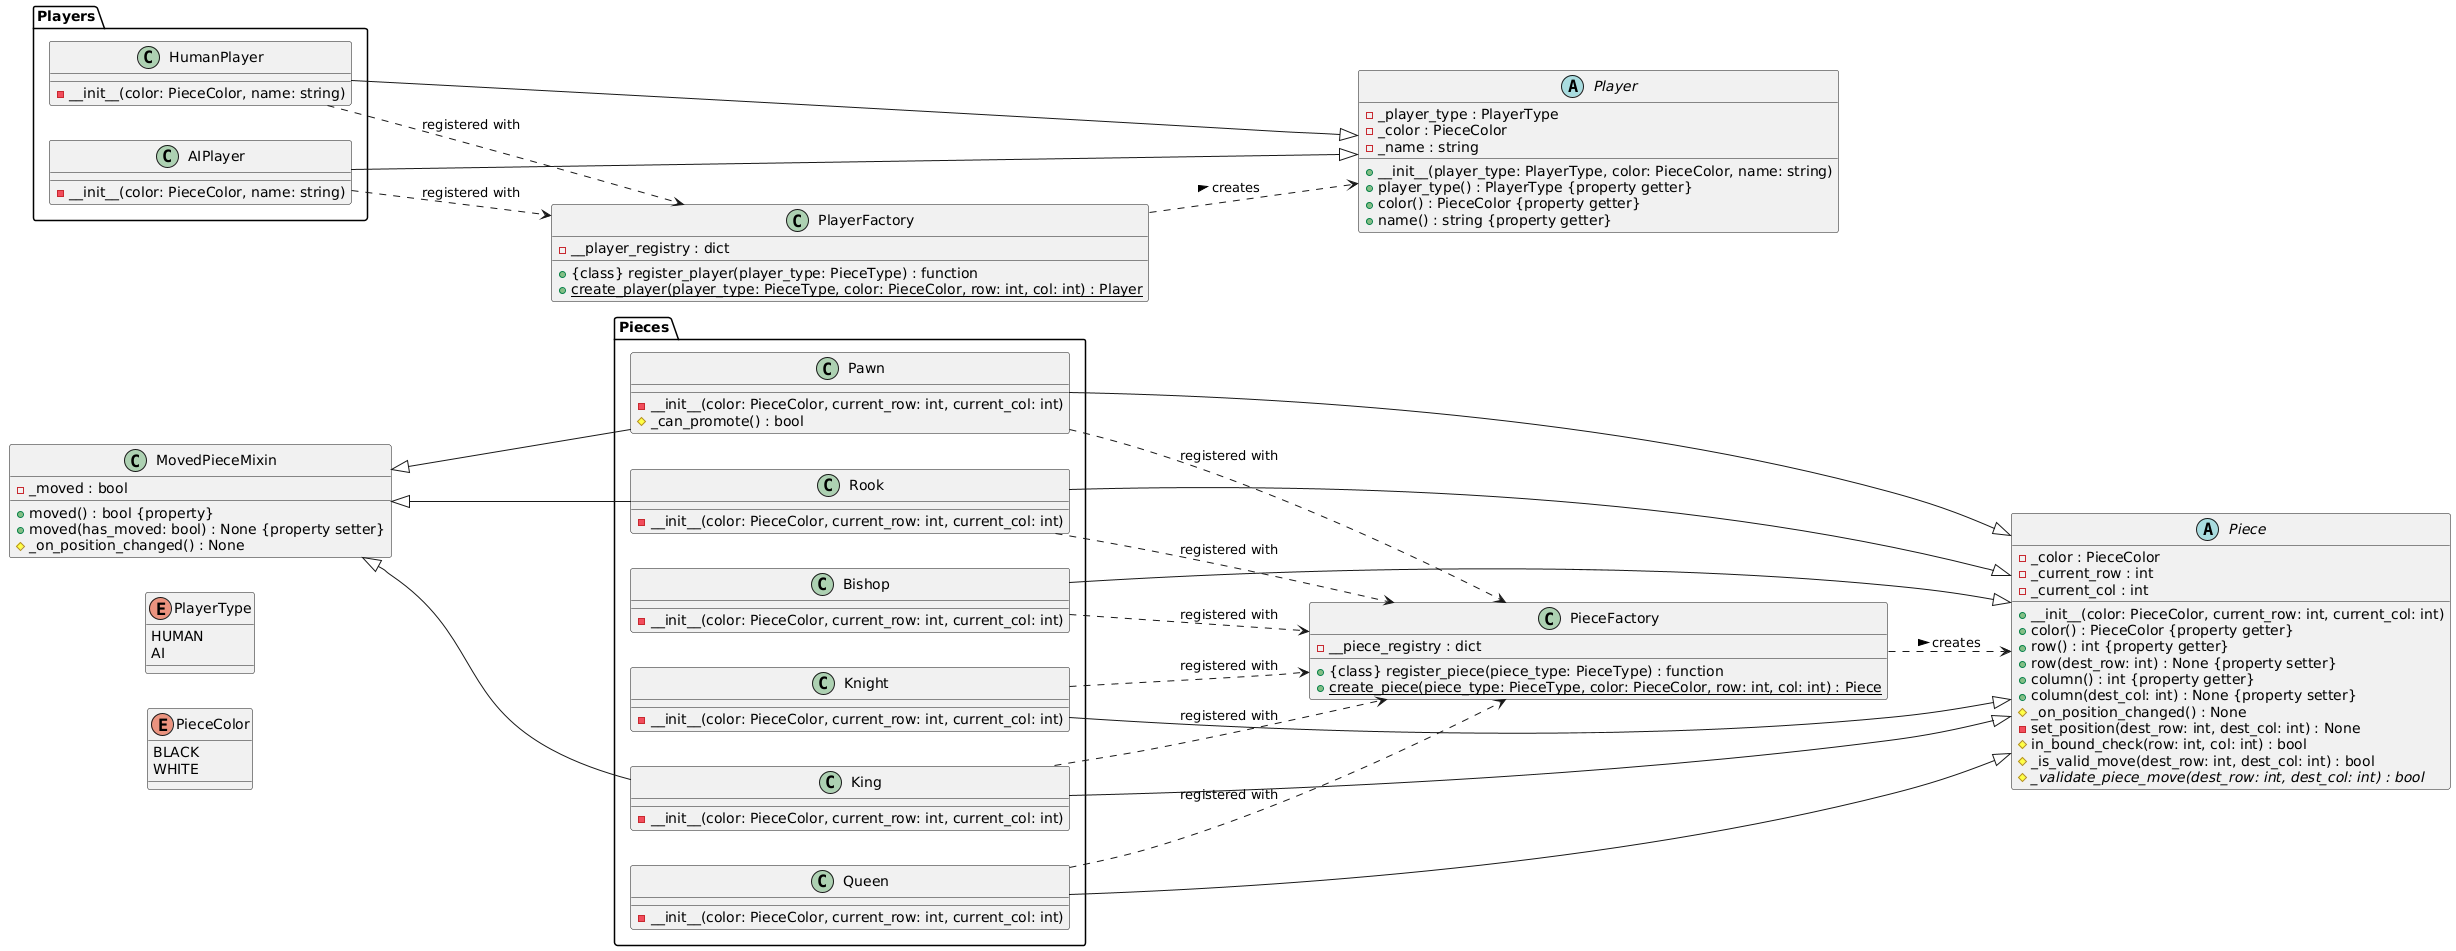 Players
C HumanPlayer
__init__(color: PieceColor, name: string)
C AIPlayer
__init__(color: PieceColor, name: string)
registered with
registered with
C PlayerFactory
__player_registry : dict
{class} register_player(player_type: PieceType) : function
create_player(player_type: PieceType, color: PieceColor, row: int, col: int) : Player
creates
A Player
_player_type : PlayerType
_color : PieceColor
_name : string
__init__(player_type: PlayerType, color: PieceColor, name: string)
player_type() : PlayerType {property getter}
color() : PieceColor {property getter}
name() : string {property getter}
C MovedPieceMixin
_moved : bool
moved() : bool {property}
moved(has_moved: bool) : None {property setter}
_on_position_changed() : None
E PlayerType
HUMAN
AI
E PieceColor
BLACK
WHITE
Pieces
C Pawn
__init__(color: PieceColor, current_row: int, current_col: int)
_can_promote() : bool
C Rook
__init__(color: PieceColor, current_row: int, current_col: int)
C Bishop
__init__(color: PieceColor, current_row: int, current_col: int)
C Knight
__init__(color: PieceColor, current_row: int, current_col: int)
C King
__init__(color: PieceColor, current_row: int, current_col: int)
C Queen
__init__(color: PieceColor, current_row: int, current_col: int)
registered with
registered with
registered with
registered with
registered with
registered with
C PieceFactory
__piece_registry : dict
{class} register_piece(piece_type: PieceType) : function
create_piece(piece_type: PieceType, color: PieceColor, row: int, col: int) : Piece
creates
A Piece
_color : PieceColor
_current_row : int
_current_col : int
__init__(color: PieceColor, current_row: int, current_col: int)
color() : PieceColor {property getter}
row() : int {property getter}
row(dest_row: int) : None {property setter}
column() : int {property getter}
column(dest_col: int) : None {property setter}
_on_position_changed() : None
set_position(dest_row: int, dest_col: int) : None
in_bound_check(row: int, col: int) : bool
_is_valid_move(dest_row: int, dest_col: int) : bool
_validate_piece_move(dest_row: int, dest_col: int) : bool